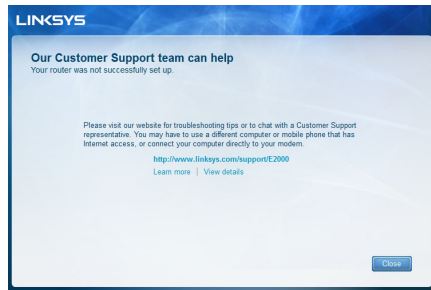 LINKSYS
Our Customer Support team can help
Your router was not successfully set up.
Please visit our website for troubleshooting tips or to chat with a Customer Support
representative. You may have to use a different computer or mobile phone that has
Internet access, or connect your computer directly to your modem.
http://www.linksys.com/support/E2000
Learn more | View details
Close